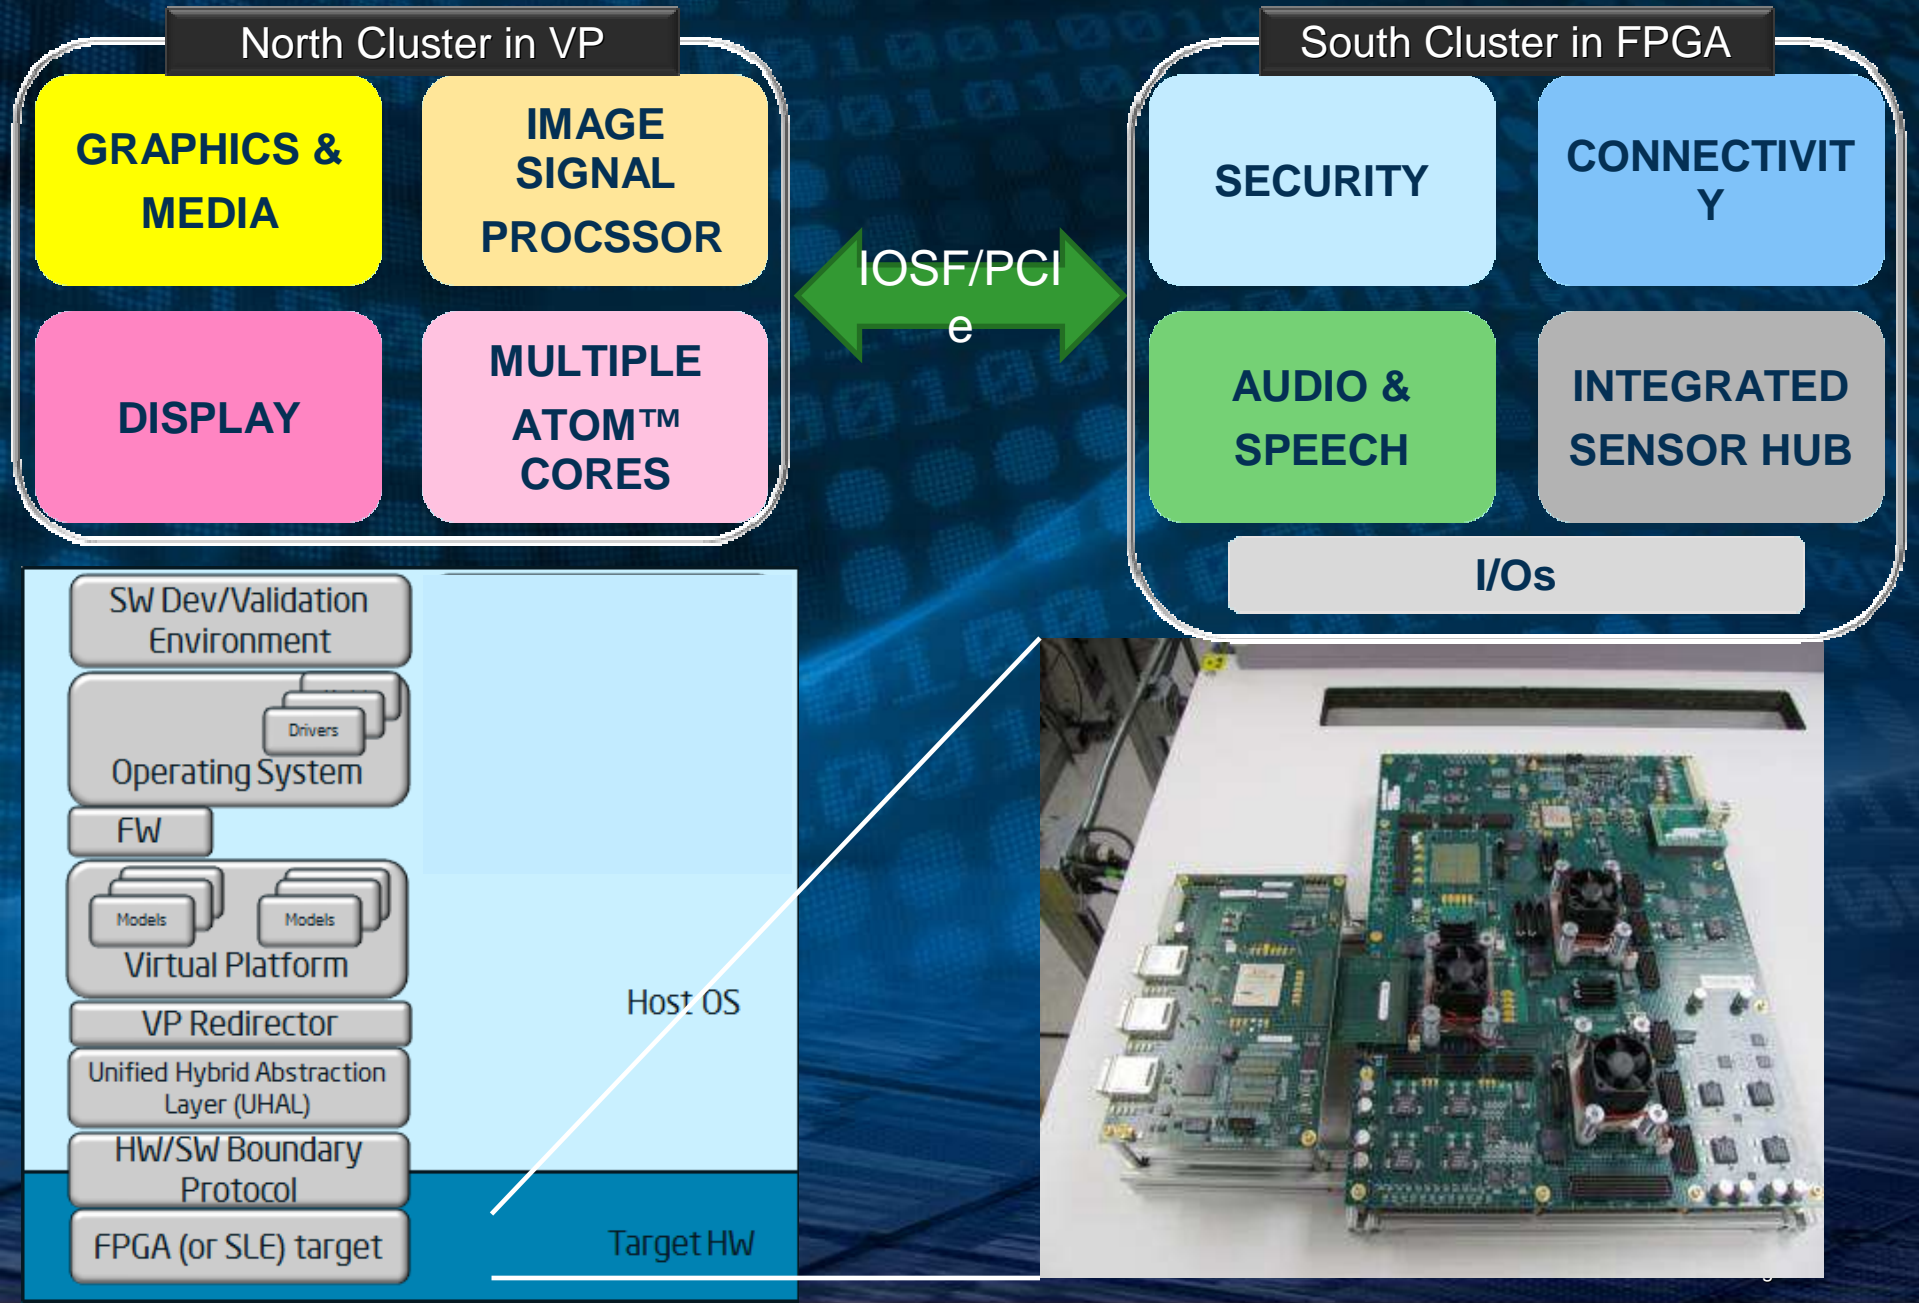 North Cluster in VP
GRAPHICS &
MEDIA
IMAGE
SIGNAL
PROCSSOR
DISPLAY
MULTIPLE
ATOM™
CORES
IOSF/PCI
e
South Cluster in FPGA
SECURITY
CONNECTIVIT
Y
AUDIO &
SPEECH
INTEGRATED
SENSOR HUB
I/Os
SW Dev/Validation
Environment
Drivers
Operating System
FW
Models
Models
Virtual Platform
VP Redirector
Unified Hybrid Abstraction
Layer (UHAL)
HW/SW Boundary
Protocol
FPGA (or SLE) target
Host OS
Target HW